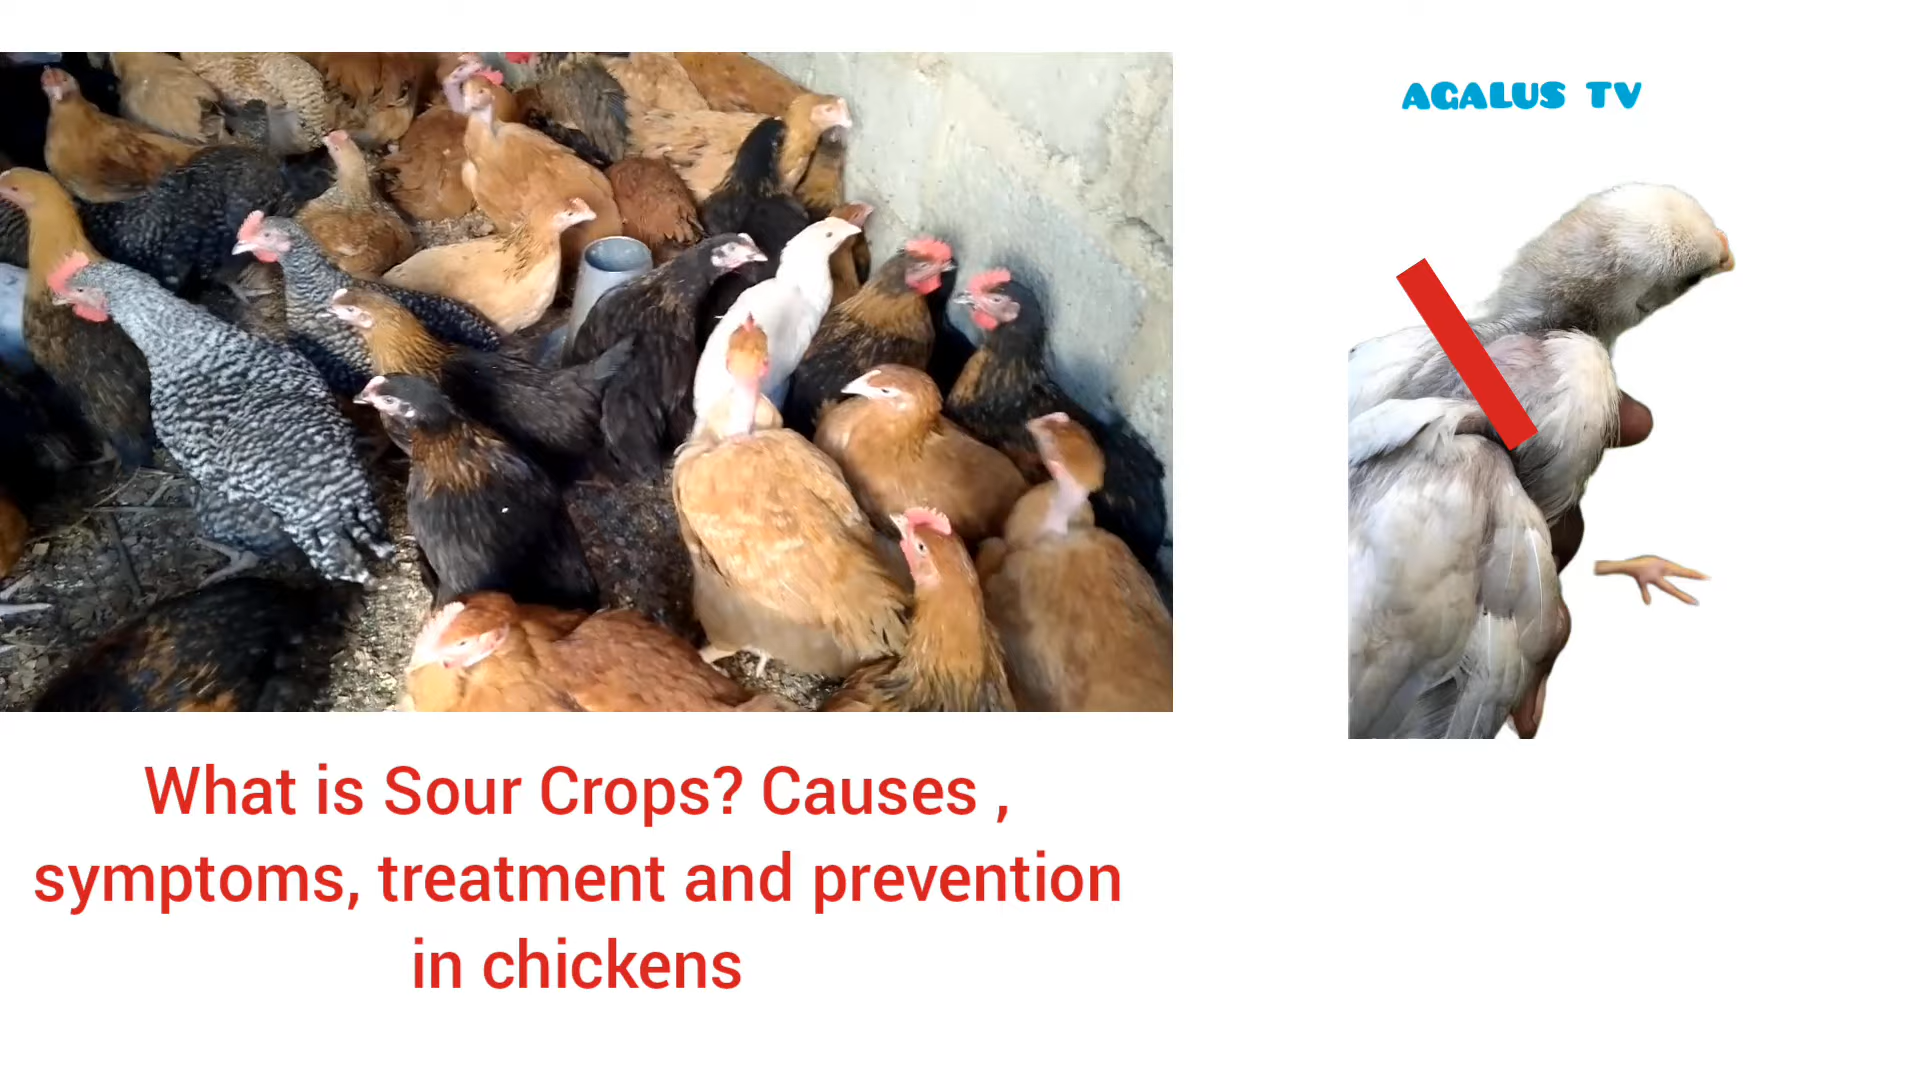 AGALUS TV
What is Sour Crops? Causes ,
symptoms, treatment and prevention
in chickens